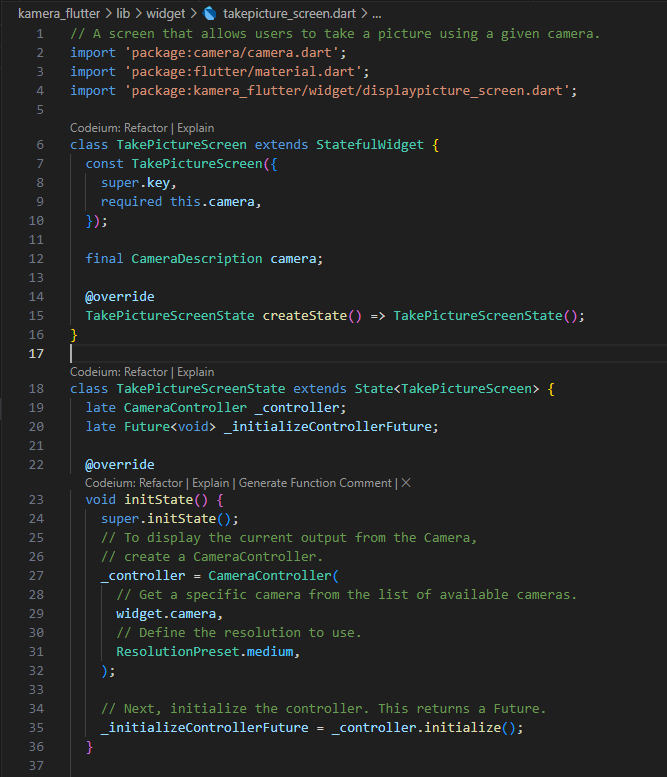 kamera_flutter > lib > widget > takepicture_screen.dart > ...
1 // A screen that allows users to take a picture using a given camera.
2 import 'package:camera/camera.dart';
3 import 'package:flutter/material.dart';
4 import 'package:kamera_flutter/widget/displaypicture_screen.dart';
5
Codeium: Refactor | Explain
6 class TakePictureScreen extends StatefulWidget {
7   const TakePictureScreen({
8     super.key,
9     required this.camera,
10   });
11
12   final CameraDescription camera;
13
14   @override
15   TakePictureScreenState createState() => TakePictureScreenState();
16 }
17
Codeium: Refactor | Explain
18 class TakePictureScreenState extends State<TakePictureScreen> {
19   late CameraController _controller;
20   late Future<void> _initializeControllerFuture;
21
22   @override
Codeium: Refactor | Explain | Generate Function Comment | ×
23   void initState() {
24     super.initState();
25     // To display the current output from the Camera,
26     // create a CameraController.
27     _controller = CameraController(
28       // Get a specific camera from the list of available cameras.
29       widget.camera,
30       // Define the resolution to use.
31       ResolutionPreset.medium,
32     );
33
34     // Next, initialize the controller. This returns a Future.
35     _initializeControllerFuture = _controller.initialize();
36   }
37